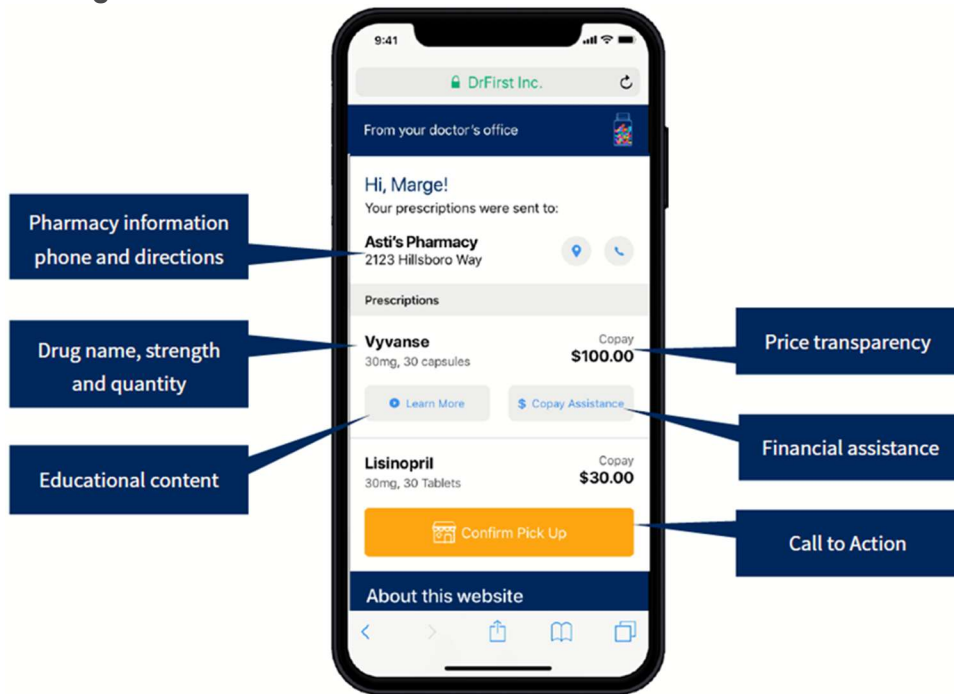 9:41
DrFirst Inc.
From your doctor's office
Hi, Marge!
Your prescriptions were sent to:
Asti's Pharmacy
2123 Hillsboro Way
Prescriptions
Vyvanse
30mg, 30 capsules
Copay
$100.00
Learn More
$ Copay Assistance
Lisinopril
30mg, 30 Tablets
Copay
$30.00
Confirm Pick Up
About this website
Pharmacy information
phone and directions
Drug name, strength
and quantity
Educational content
Price transparency
Financial assistance
Call to Action